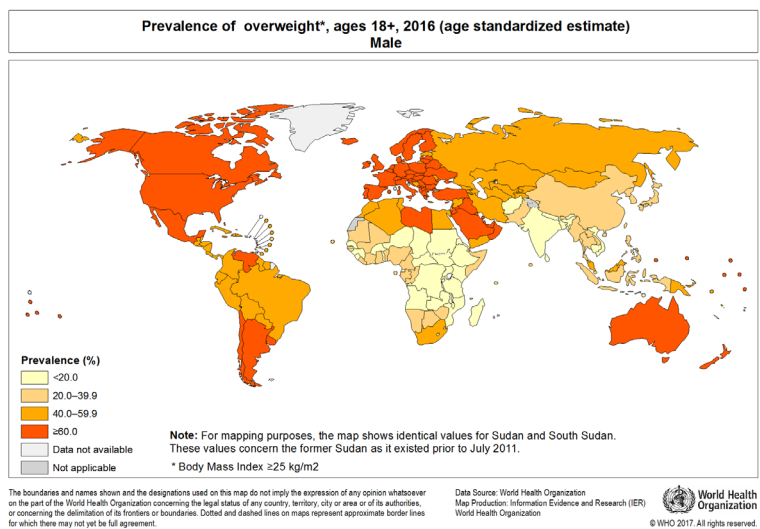 Prevalence of overweight*, ages 18+, 2016 (age standardized estimate)
Male
Prevalence (%)
<20.0
20.0–39.9
40.0–59.9
≥60.0
Data not available
Not applicable
Note: For mapping purposes, the map shows identical values for Sudan and South Sudan.
These values concern the former Sudan as it existed prior to July 2011.
* Body Mass Index ≥25 kg/m2
The boundaries and names shown and the designations used on this map do not imply the expression of any opinion whatsoever
on the part of the World Health Organization concerning the legal status of any country, territory, city or area or of its authorities,
or concerning the delimitation of its frontiers or boundaries. Dotted and dashed lines on maps represent approximate border lines
for which there may not yet be full agreement.
Data Source: World Health Organization
Map Production: Information Evidence and Research (IER)
World Health Organization
World Health
Organization
© WHO 2017. All rights reserved.